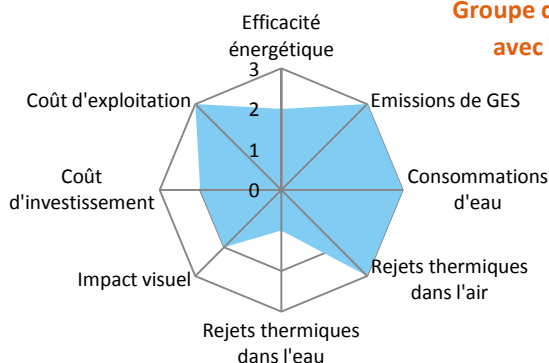 Groupe d
avec
Efficacité
énergétique
3
2
1
0
Emissions de GES
Consommations
d'eau
Rejets thermiques
dans l'air
Rejets thermiques
dans l'eau
Impact visuel
Coût
d'investissement
Coût d'exploitation